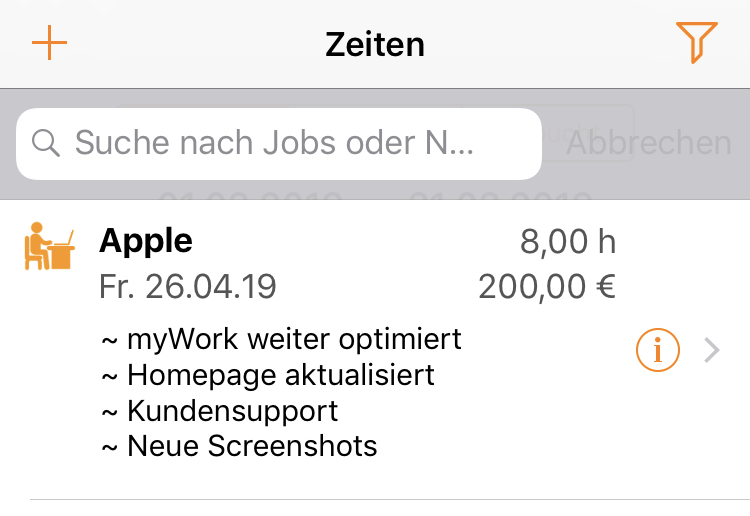 Zeiten
Suche nach Jobs oder N...
Abbrechen
Apple
8,00 h
Fr. 26.04.19
200,00 €
~ myWork weiter optimiert
~ Homepage aktualisiert
~ Kundensupport
~ Neue Screenshots